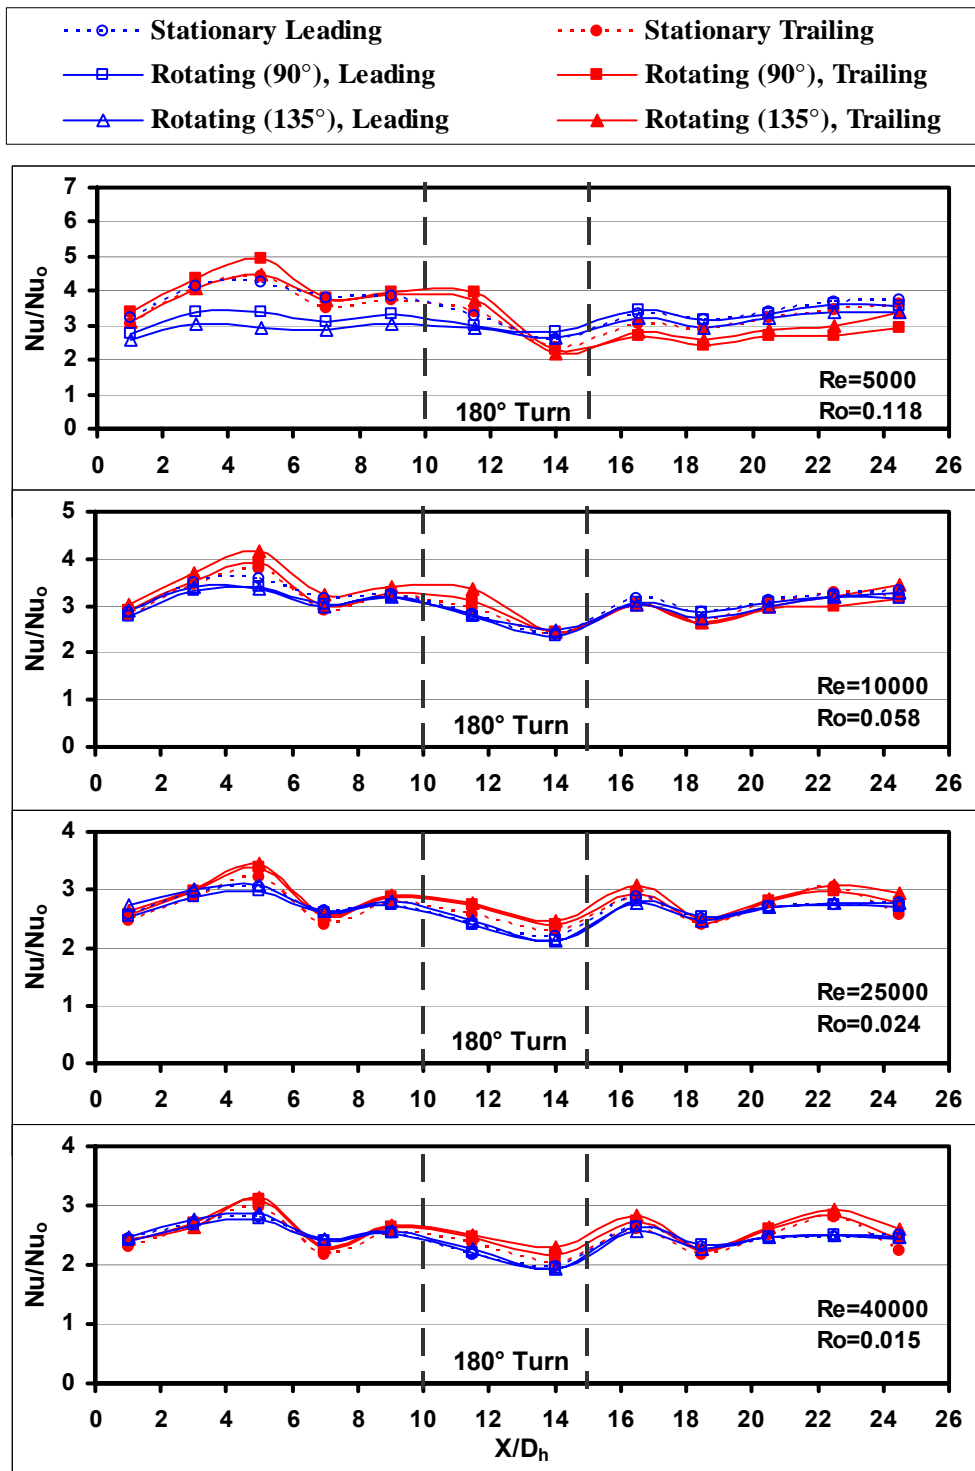 Stationary Leading
Stationary Trailing
Rotating (90°), Leading
Rotating (90°), Trailing
Rotating (135°), Leading
Rotating (135°), Trailing
7
6
5
4
3
2
1
0
Nu/Nuo
180° Turn
Re=5000
Ro=0.118
0 2 4 6 8 10 12 14 16 18 20 22 24 26
5
4
3
2
1
0
Nu/Nuo
180° Turn
Re=10000
Ro=0.058
0 2 4 6 8 10 12 14 16 18 20 22 24 26
4
3
2
1
0
Nu/Nuo
180° Turn
Re=25000
Ro=0.024
0 2 4 6 8 10 12 14 16 18 20 22 24 26
4
3
2
1
0
Nu/Nuo
180° Turn
Re=40000
Ro=0.015
0 2 4 6 8 10 12 14 16 18 20 22 24 26
X/Dh